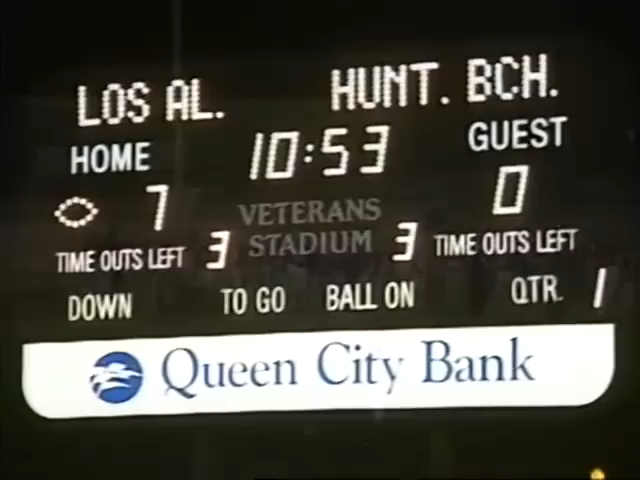 LOS AL. HUNT. BCH.
HOME 10:53 GUEST
7 0
VETERANS
TIME OUTS LEFT 3 STADIUM 3 TIME OUTS LEFT
DOWN TO GO BALL ON QTR. 1
Queen City Bank